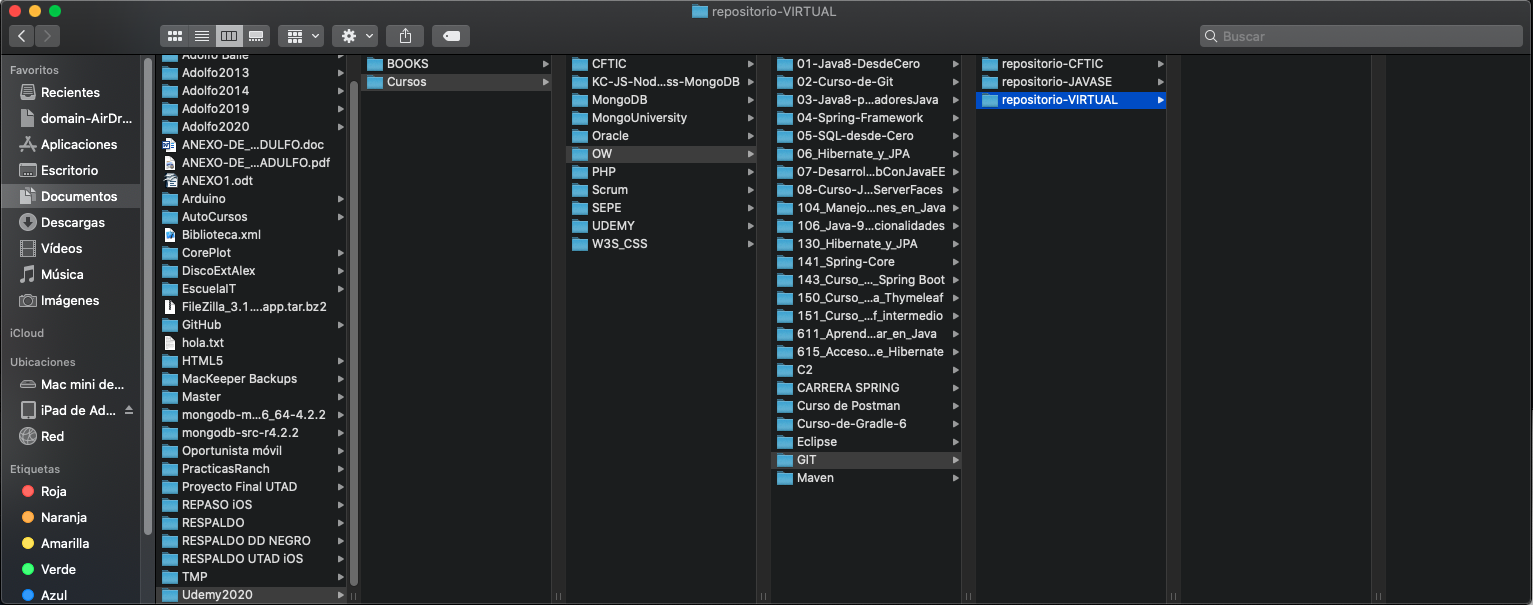 repositorio-VIRTUAL
Buscar
Favoritos
Recientes
domain-AirDr...
Aplicaciones
Escritorio
Documentos
Descargas
Vídeos
Música
Imágenes
iCloud
Ubicaciones
Mac mini de...
iPad de Ad...
Red
Etiquetas
Roja
Naranja
Amarilla
Verde
Azul
Adolfo Baile
Adolfo2013
Adolfo2014
Adolfo2019
Adolfo2020
ANEXO-DE_...DULFO.doc
ANEXO-DE_...ADULFO.pdf
ANEXO1.odt
Arduino
AutoCursos
Biblioteca.xml
CorePlot
DiscoExtAlex
EscuelaIT
FileZilla_3.1....app.tar.bz2
GitHub
hola.txt
HTML5
MacKeeper Backups
Master
mongodb-m...6_64-4.2.2
mongodb-src-r4.2.2
Oportunista móvil
PracticasRanch
Proyecto Final UTAD
REPASO iOS
RESPALDO
RESPALDO DD NEGRO
RESPALDO UTAD iOS
TMP
Udemy2020
BOOKS
Cursos
CFTIC
KC-JS-Nod...ss-MongoDB
MongoDB
MongoUniversity
Oracle
OW
PHP
Scrum
SEPE
UDEMY
W3S_CSS
01-Java8-DesdeCero
02-Curso-de-Git
03-Java8-p...adoresJava
04-Spring-Framework
05-SQL-desde-Cero
06_Hibernate_y_JPA
07-Desarrol...bConJavaEE
08-Curso-J...ServerFaces
104_Manejo...nes_en_Java
106_Java-9...cionalidades
130_Hibernate_y_JPA
141_Spring-Core
143_Curso_..._Spring Boot
150_Curso_...a_Thymeleaf
151_Curso_...f_intermedio
611_Aprend...ar_en_Java
615_Acceso...e_Hibernate
C2
CARRERA SPRING
Curso de Postman
Curso-de-Gradle-6
Eclipse
GIT
Maven
repositorio-CFTIC
repositorio-JAVASE
repositorio-VIRTUAL